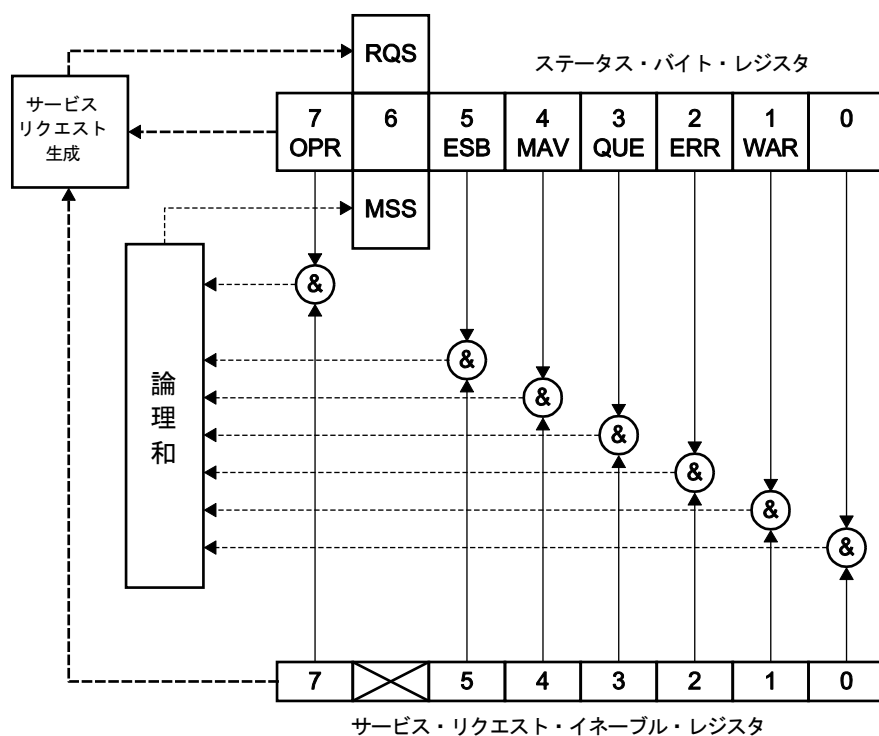 RQS
ステータス・バイト・レジスタ
サービス
リクエスト
生成
7 6 5 4 3 2 1 0
OPR ESB MAV QUE ERR WAR
MSS
&
&
&
&
&
&
&
論理和
7 5 4 3 2 1 0
サービス・リクエスト・イネーブル・レジスタ